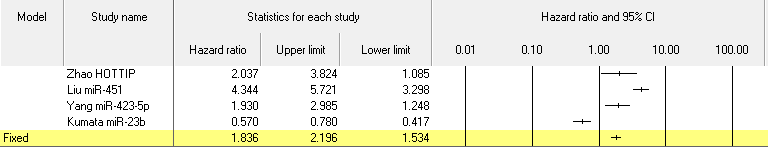 Model Study name Statistics for each study Hazard ratio and 95% CI
Hazard ratio Upper limit Lower limit 0.01 0.10 1.00 10.00 100.00
Zhao HOTTIP 2.037 3.824 1.085
Liu miR-451 4.344 5.721 3.298
Yang miR-423-5p 1.930 2.985 1.248
Kumata miR-23b 0.570 0.780 0.417
Fixed 1.836 2.196 1.534